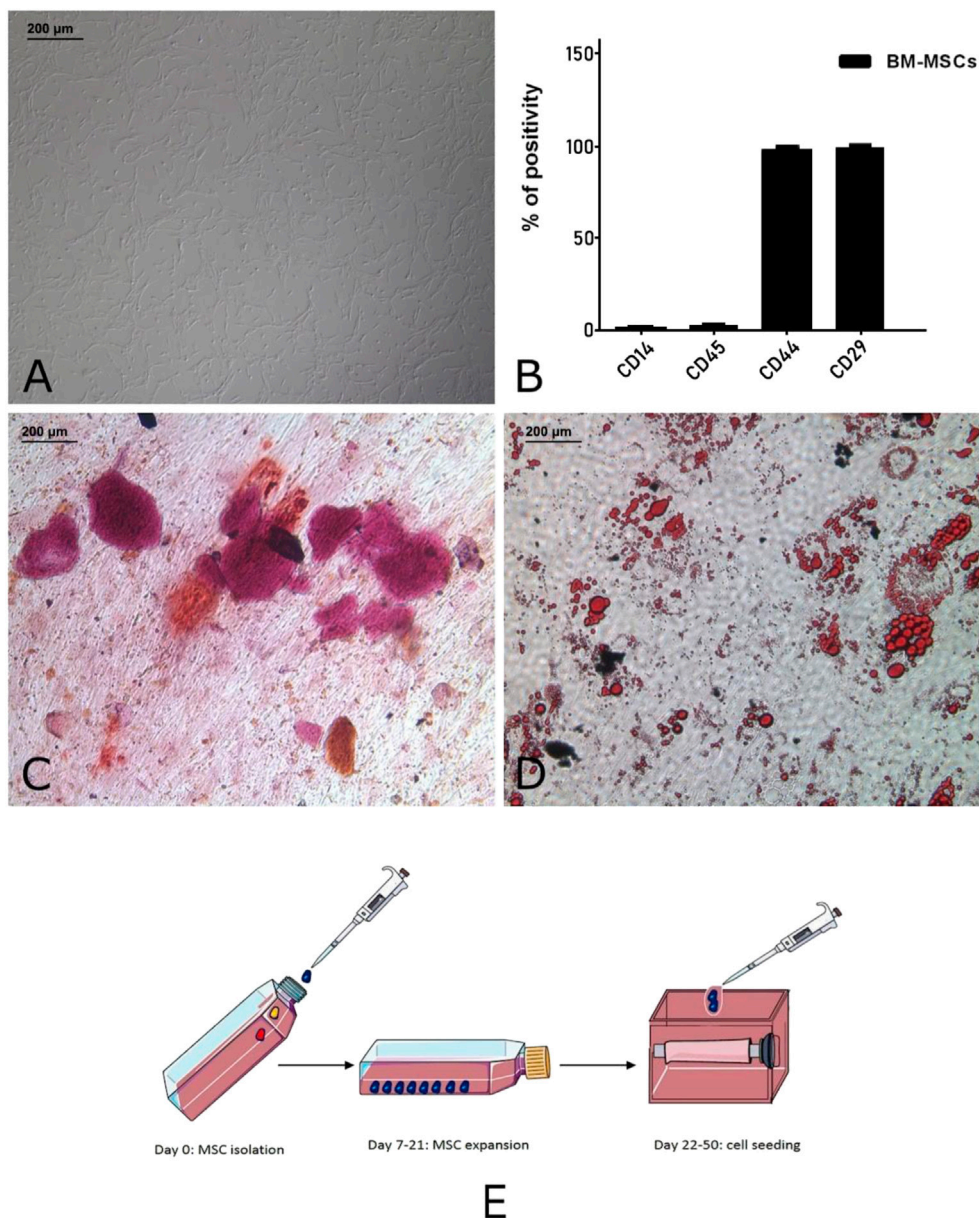 200 µm
A
150
100
50
0
% of positivity
BM-MSCs
CD14
CD45
CD44
CD29
B
200 µm
C
200 µm
D
Day 0: MSC isolation
Day 7-21: MSC expansion
Day 22-50: cell seeding
E